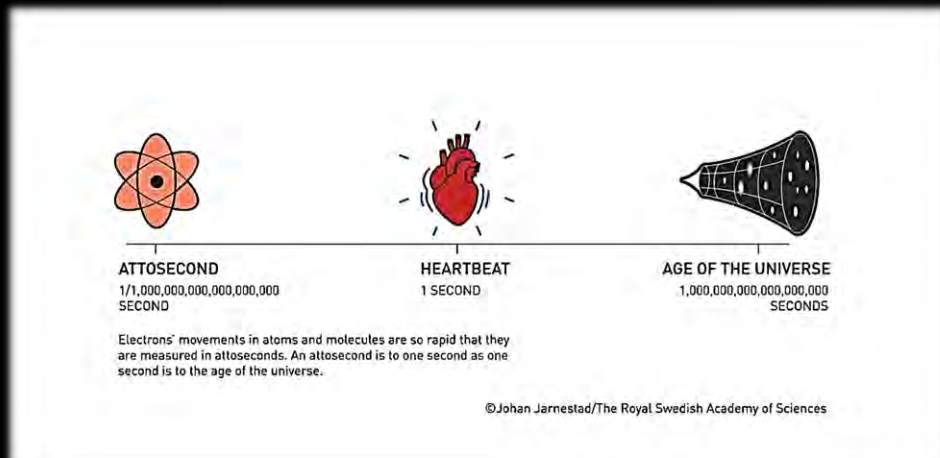 ATTOSECOND
1/1,000,000,000,000,000,000
SECOND
HEARTBEAT
1 SECOND
AGE OF THE UNIVERSE
1,000,000,000,000,000,000
SECONDS
Electrons' movements in atoms and molecules are so rapid that they
are measured in attoseconds. An attosecond is to one second as one
second is to the age of the universe.
©Johan Jarnestad/The Royal Swedish Academy of Sciences